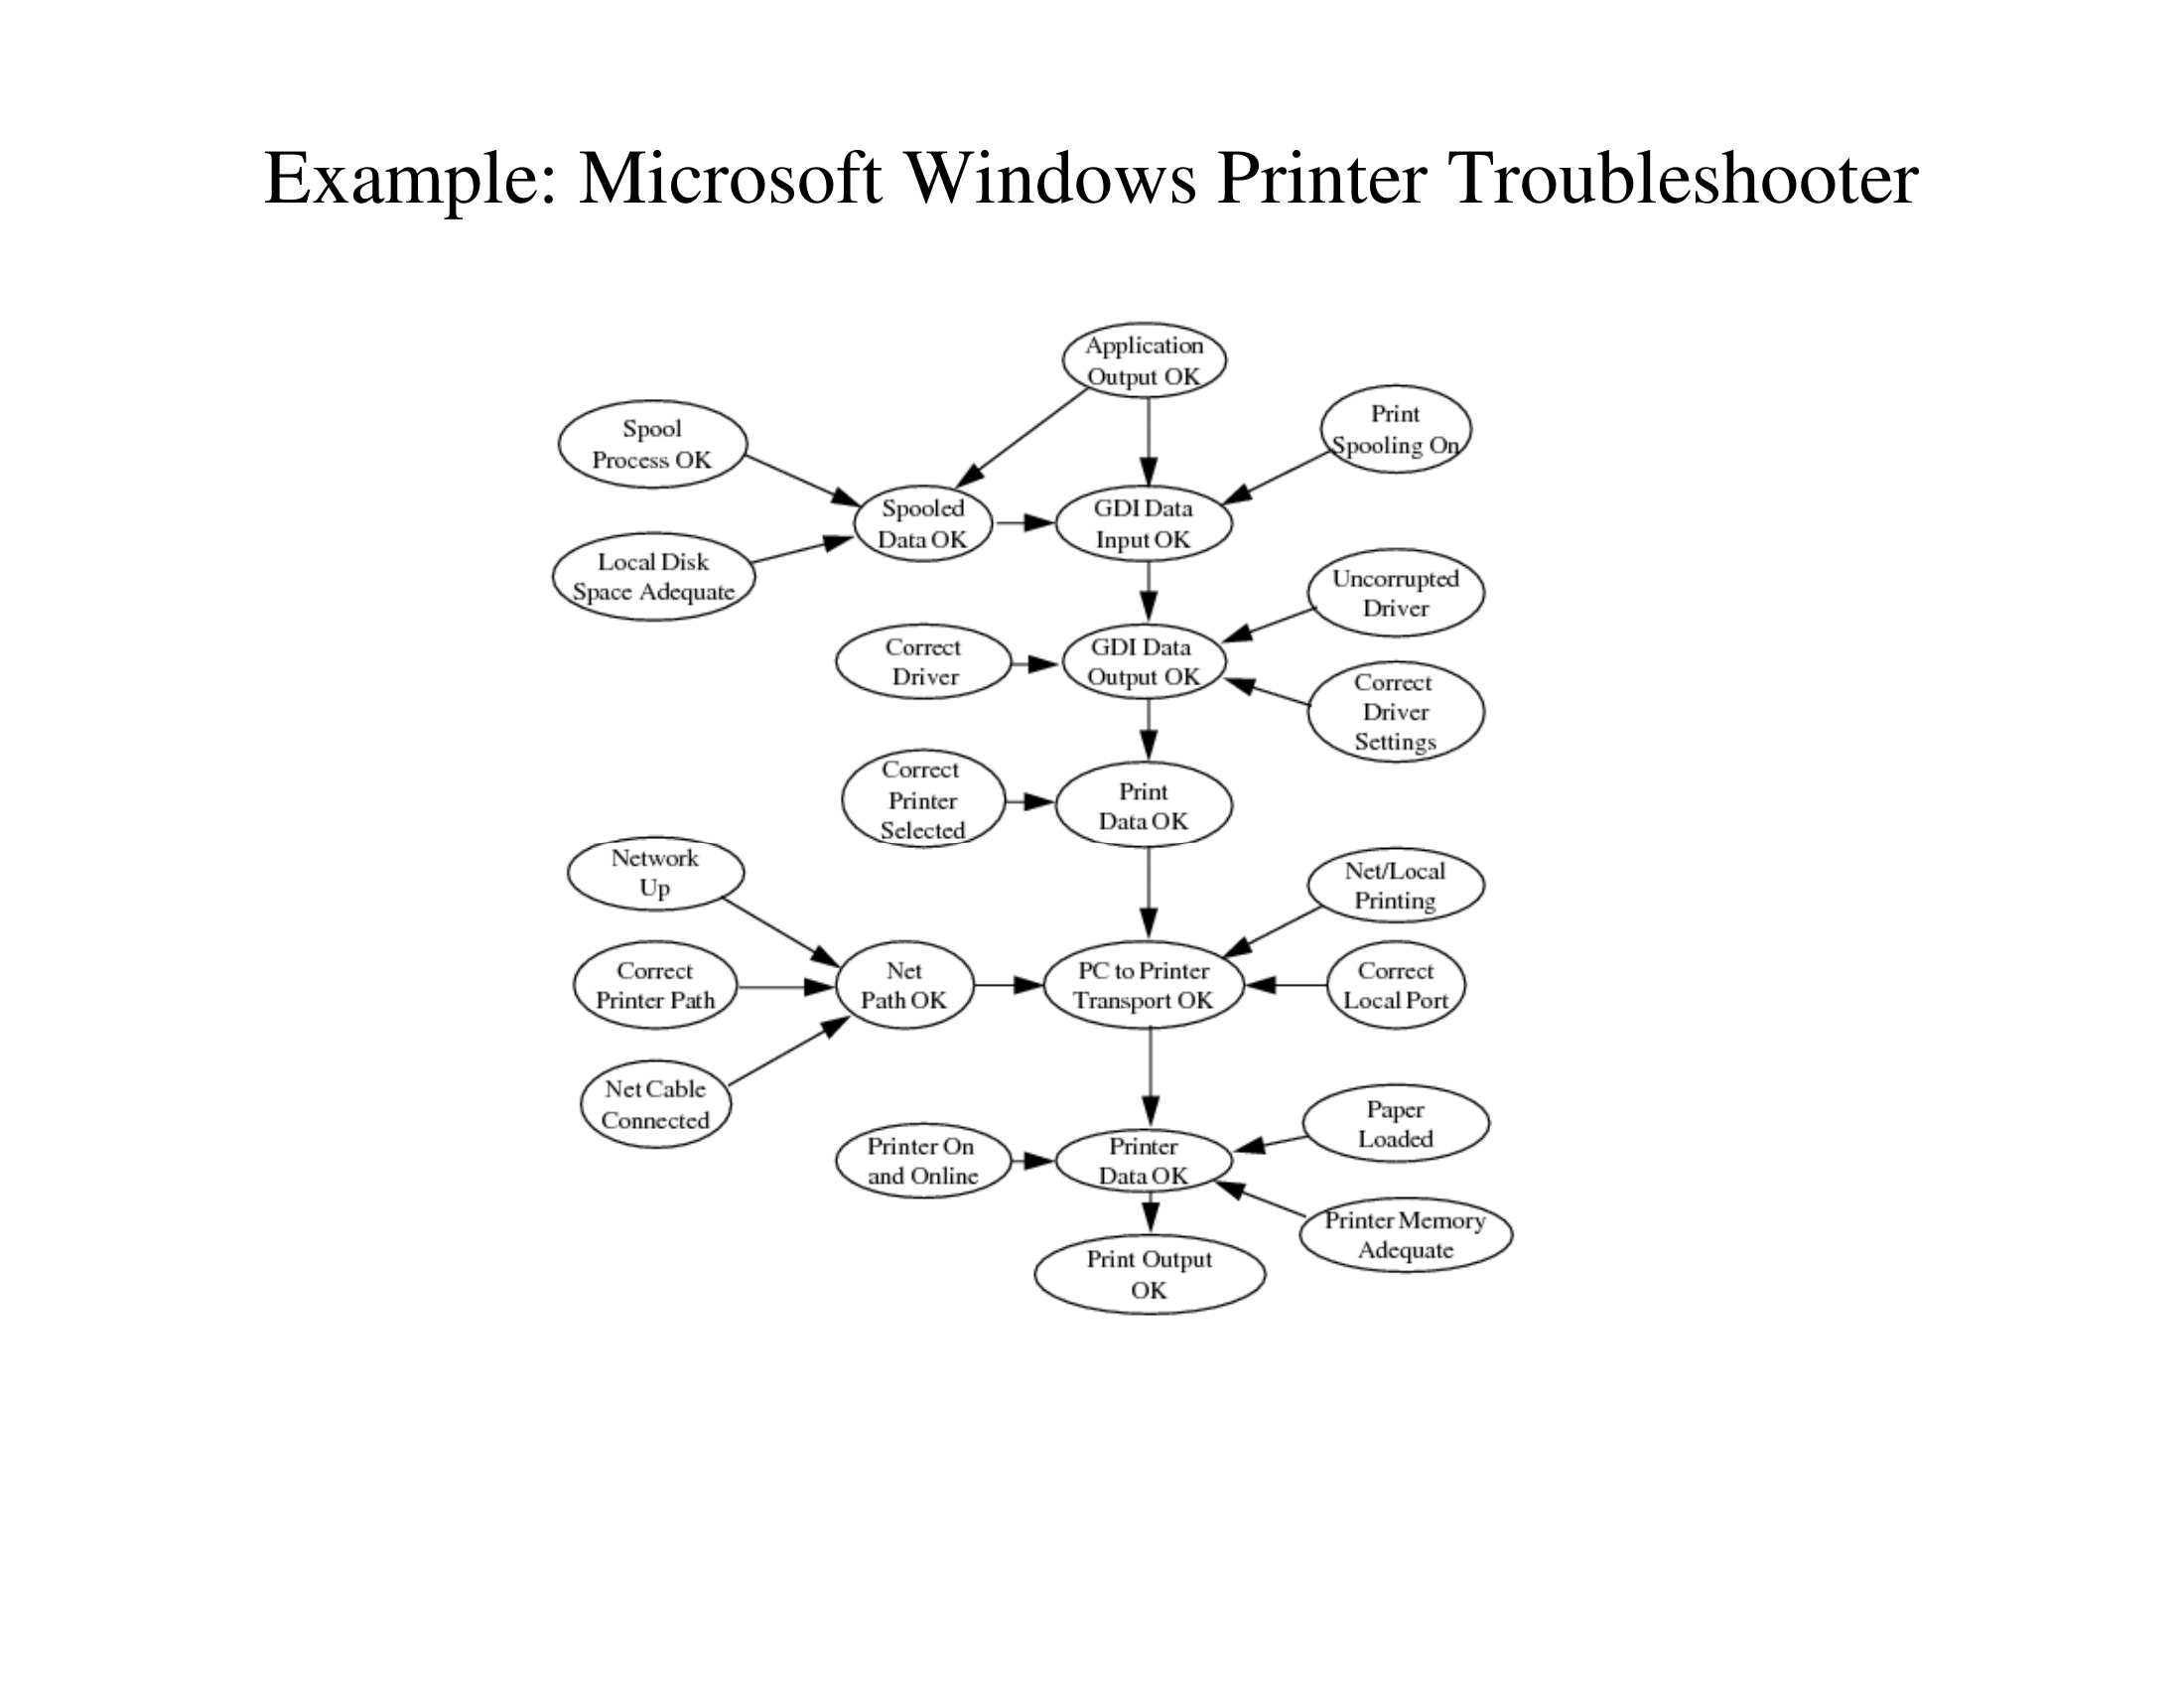 Example: Microsoft Windows Printer Troubleshooter
Application
Output OK
Print
Spooling On
Spool
Process OK
Spooled
Data OK
GDI Data
Input OK
Local Disk
Space Adequate
Uncorrupted
Driver
Correct
Driver
GDI Data
Output OK
Correct
Driver
Settings
Correct
Printer
Selected
Print
Data OK
Network
Up
Net/Local
Printing
Correct
Printer Path
Net
Path OK
PC to Printer
Transport OK
Correct
Local Port
Net Cable
Connected
Paper
Loaded
Printer On
and Online
Printer
Data OK
Printer Memory
Adequate
Print Output
OK